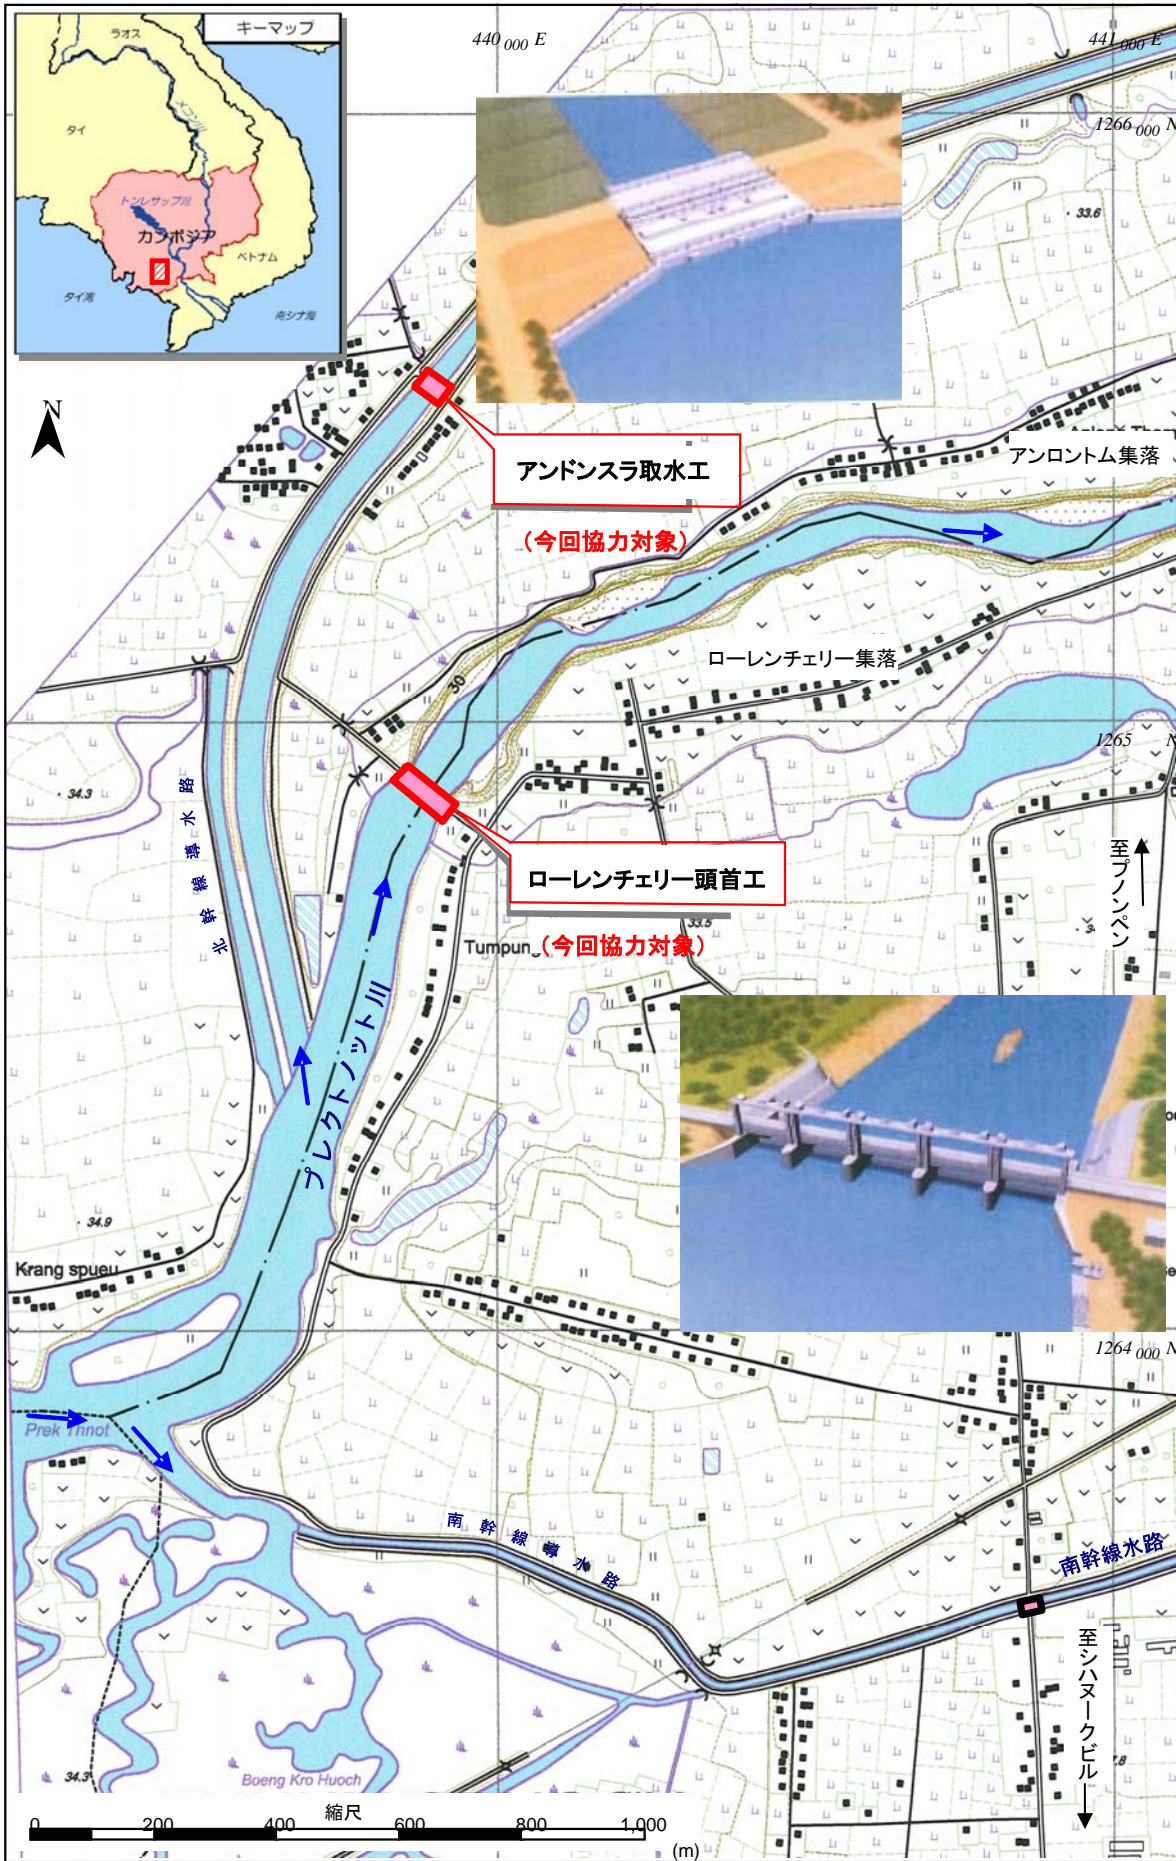 キーマップ
ラオス
メコン川
タイ
トンレサップ湖
カンボジア
ベトナム
タイ湾
南シナ海
440 000 E
441 000 E
1266 000 N
33.6
N
アンドンスラ取水工
(今回協力対象)
アンロントム集落
ローレンチェリー集落
30
1265
N
34.3
北幹線導水路
ローレンチェリー頭首工
(今回協力対象)
33.5
Tumpung
至プノンペン
プレクトノット川
34.9
Krang spueu
1264 000 N
Prek Thnot
南幹線導水路
南幹線水路
至シハヌークビル
34.3
Boeng Kro Huoch
縮尺
0 200 400 600 800 1,000
(m)